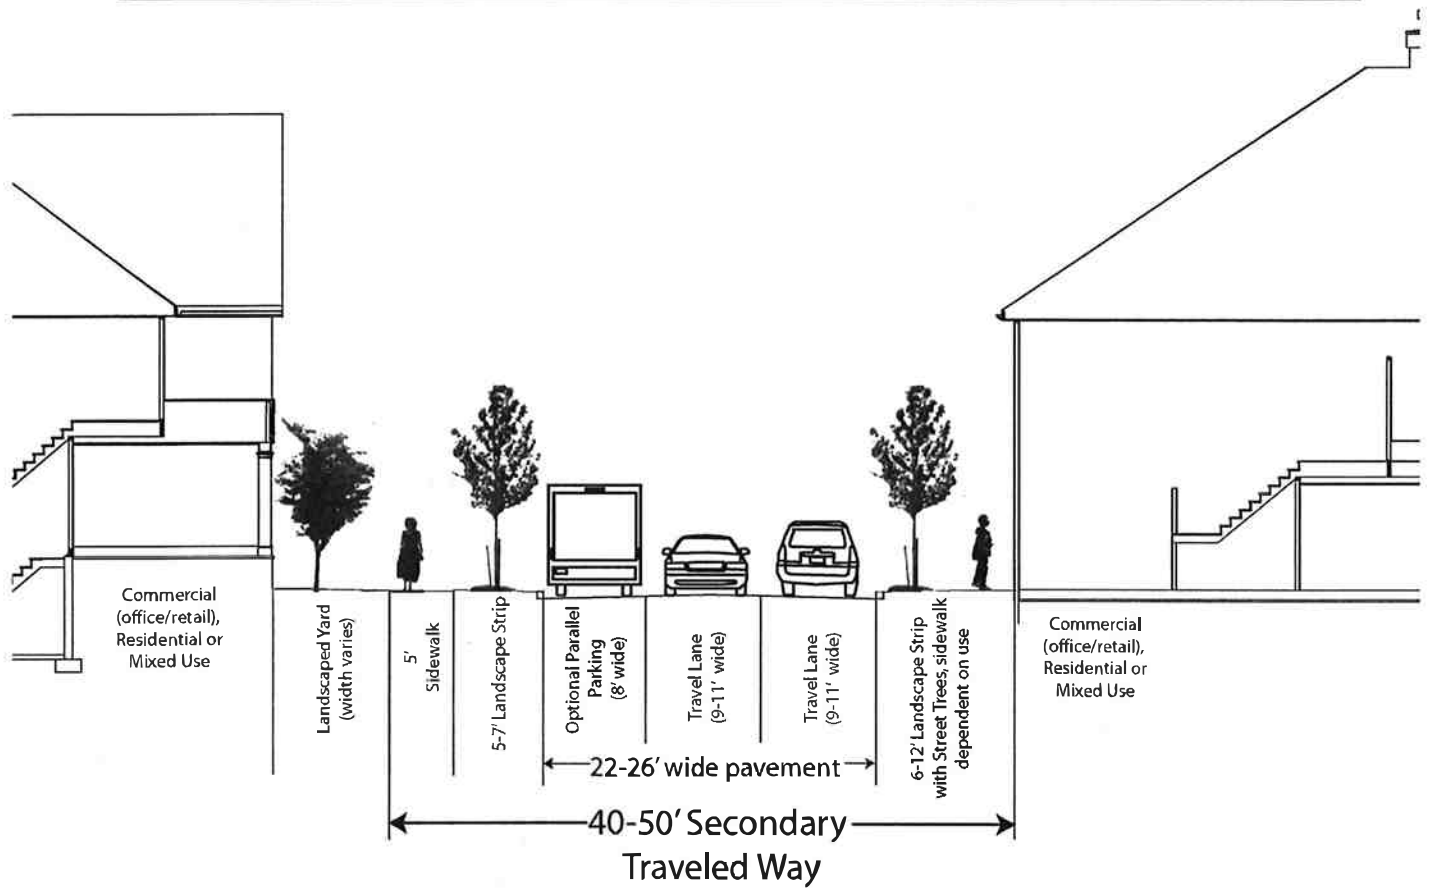 Commercial
(office/retail),
Residential or
Mixed Use
Landscaped Yard
(width varies)
5'
Sidewalk
5-7' Landscape Strip
Optional Parallel
Parking
(8' wide)
Travel Lane
(9-11' wide)
Travel Lane
(9-11' wide)
6-12' Landscape Strip
with Street Trees, sidewalk
dependent on use
Commercial
(office/retail),
Residential or
Mixed Use
22-26' wide pavement
40-50' Secondary
Traveled Way